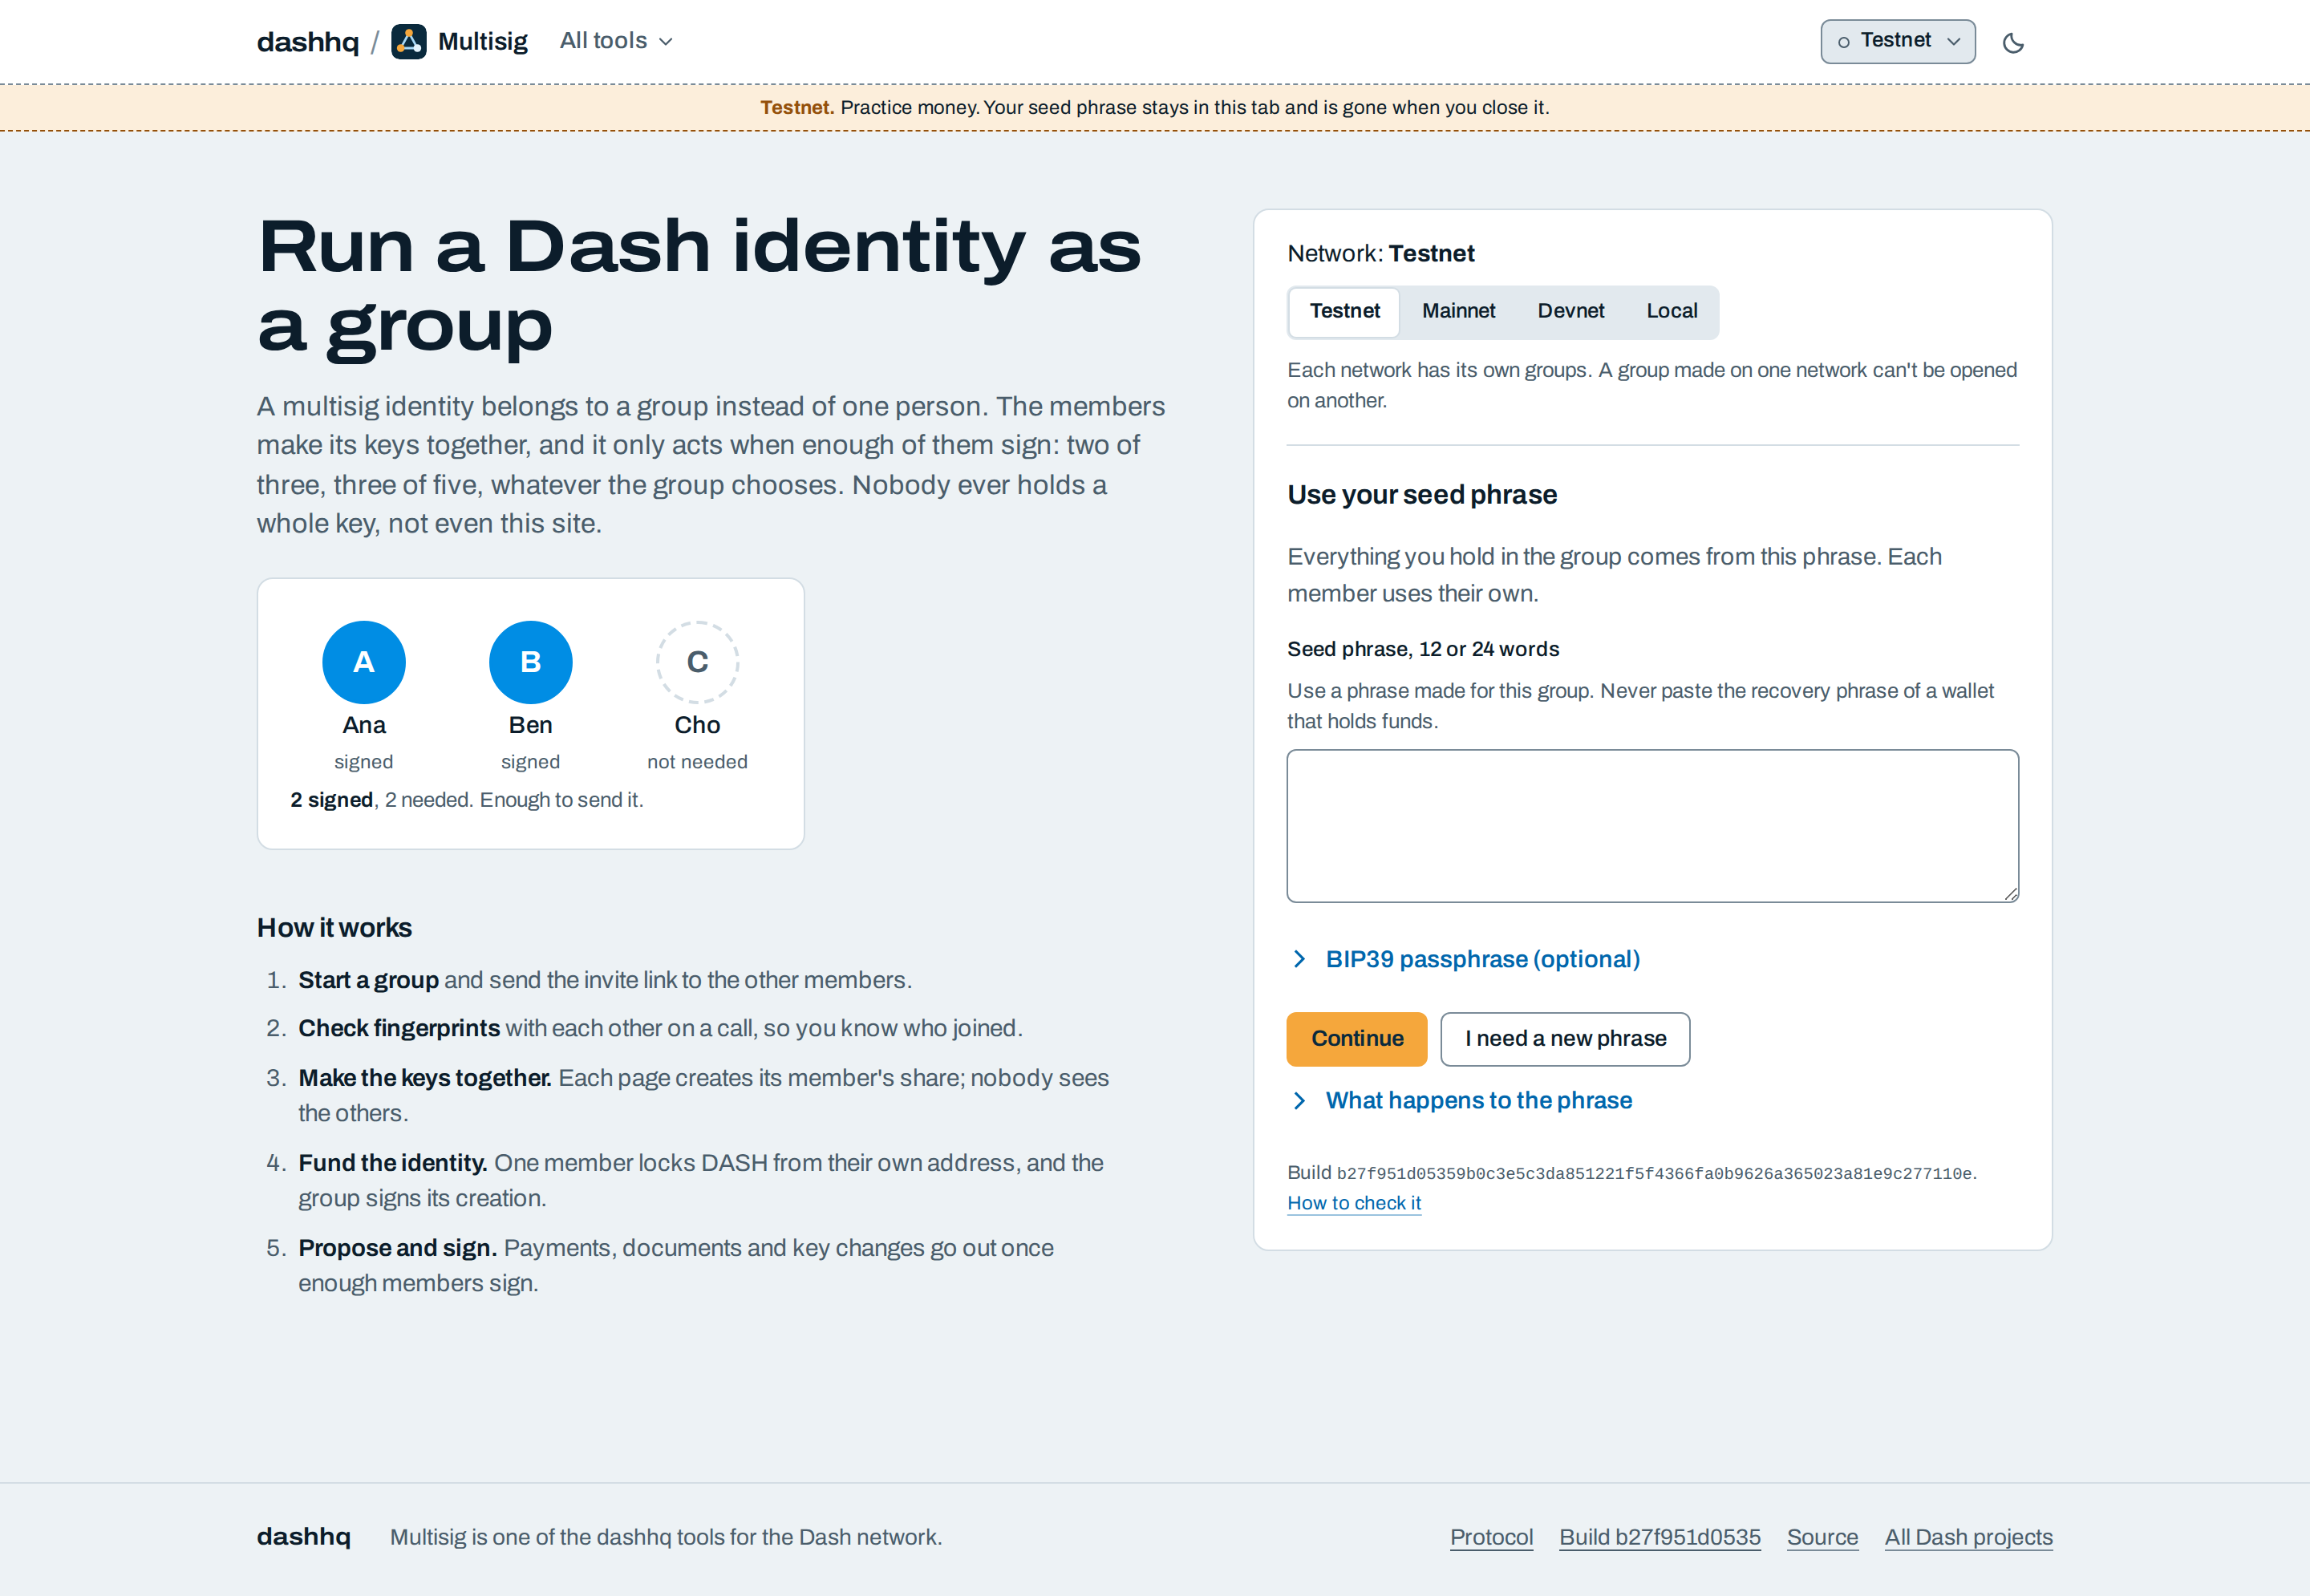 dashhq / Multisig All tools
Testnet
Testnet. Practice money. Your seed phrase stays in this tab and is gone when you close it.
Run a Dash identity as
a group
A multisig identity belongs to a group instead of one person. The members
make its keys together, and it only acts when enough of them sign: two of
three, three of five, whatever the group chooses. Nobody ever holds a
whole key, not even this site.
A B C
Ana Ben Cho
signed signed not needed
2 signed, 2 needed. Enough to send it.
How it works
1. Start a group and send the invite link to the other members.
2. Check fingerprints with each other on a call, so you know who joined.
3. Make the keys together. Each page creates its member's share; nobody sees
the others.
4. Fund the identity. One member locks DASH from their own address, and the
group signs its creation.
5. Propose and sign. Payments, documents and key changes go out once
enough members sign.
Network: Testnet
Testnet Mainnet Devnet Local
Each network has its own groups. A group made on one network can't be opened
on another.
Use your seed phrase
Everything you hold in the group comes from this phrase. Each
member uses their own.
Seed phrase, 12 or 24 words
Use a phrase made for this group. Never paste the recovery phrase of a wallet
that holds funds.
BIP39 passphrase (optional)
Continue I need a new phrase
What happens to the phrase
Build b27f951d05359b0c3e5c3da851221f5f4366fa0b9626a365023a81e9c277110e.
How to check it
dashhq Multisig is one of the dashhq tools for the Dash network.
Protocol Build b27f951d0535 Source All Dash projects